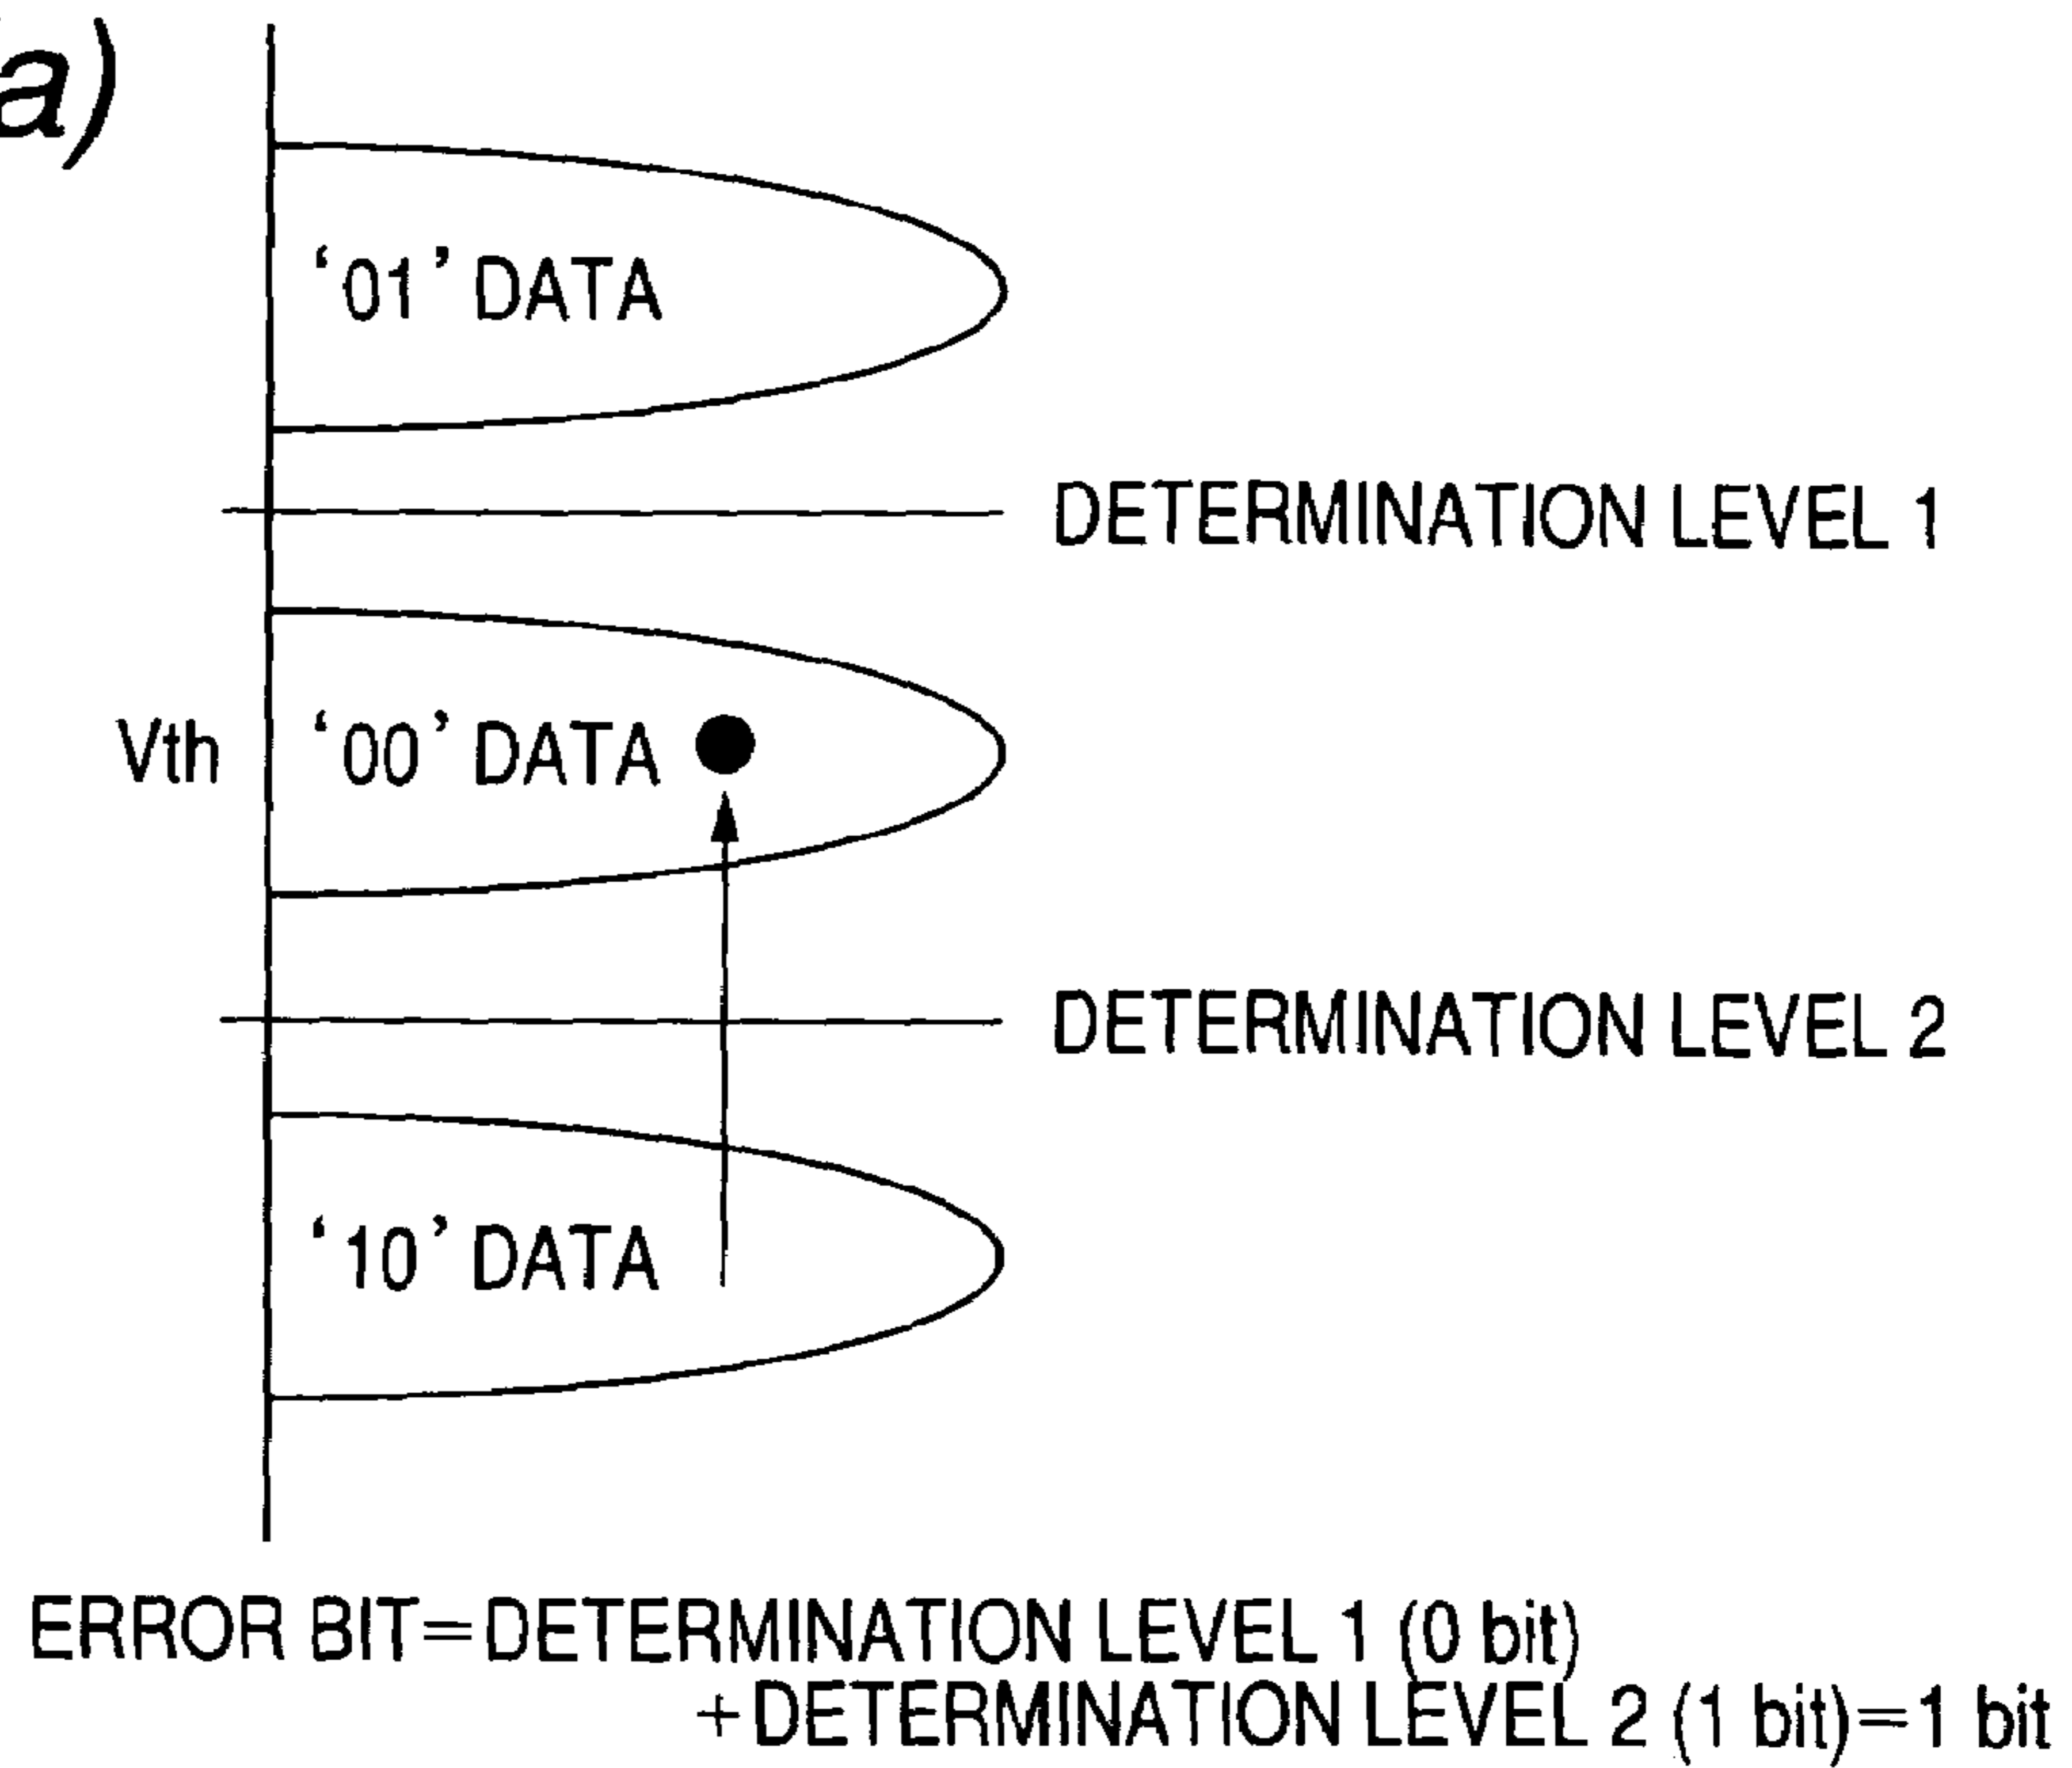 a)
‘01’ DATA
DETERMINATION LEVEL 1
Vth ‘00’ DATA
DETERMINATION LEVEL 2
‘10’ DATA
ERROR BIT=DETERMINATION LEVEL 1 (0 bit)
+DETERMINATION LEVEL 2 (1 bit)=1 bit